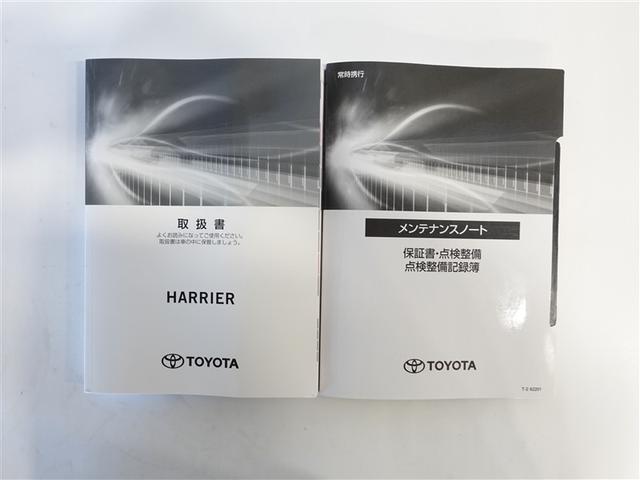 取扱書
よくお読みになってご使用ください。
取扱書は車の中に保管しましょう。
HARRIER
TOYOTA
常時携行
メンテナンスノート
保証書・点検整備
点検整備記録簿
TOYOTA
T-2 62201